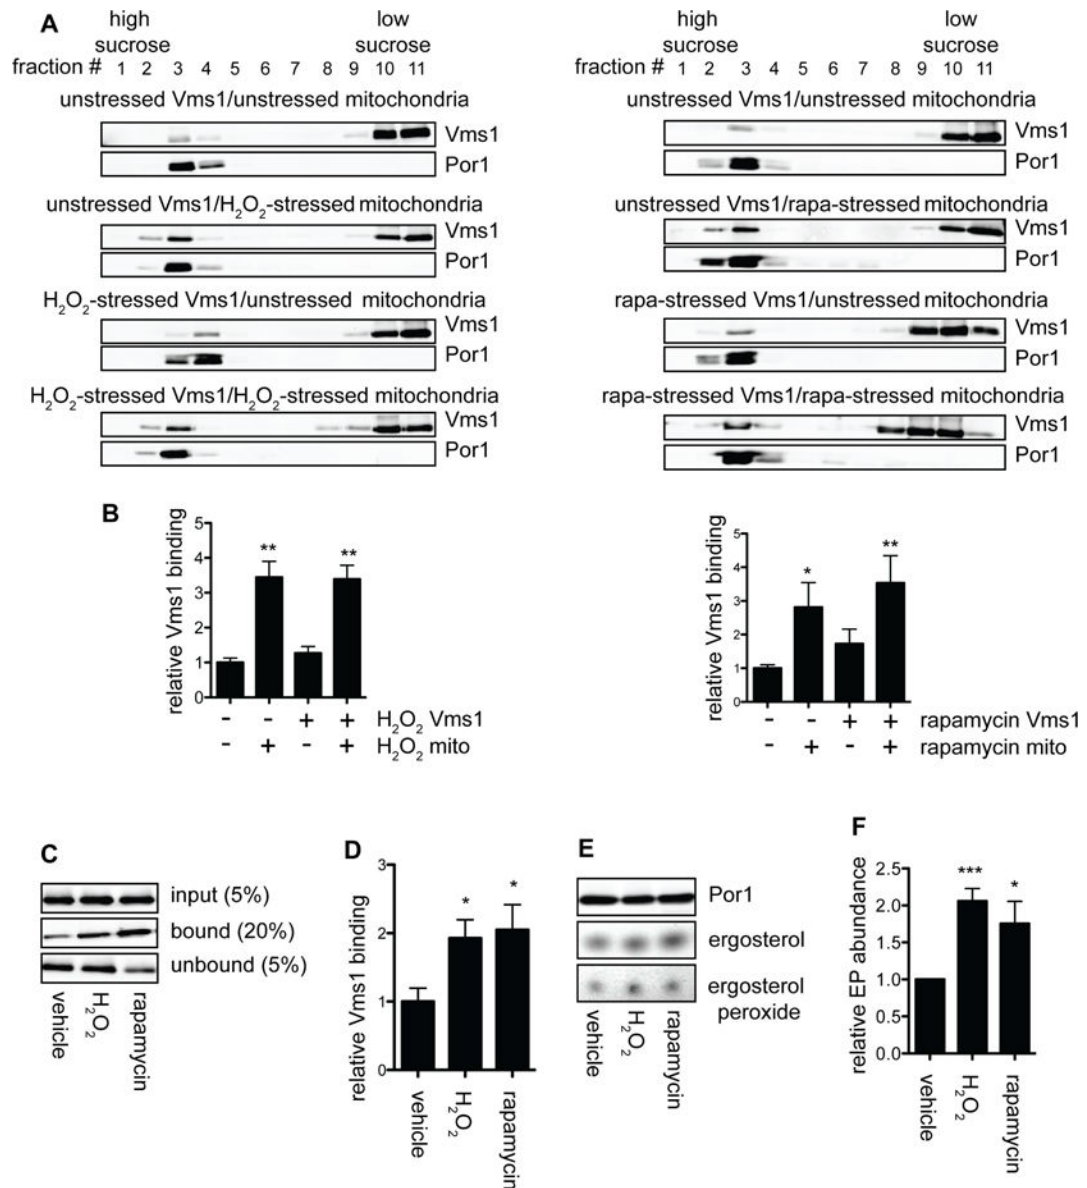 A
high sucrose
low sucrose
fraction # 1 2 3 4 5 6 7 8 9 10 11
unstressed Vms1/unstressed mitochondria
Vms1
Por1
unstressed Vms1/H₂O₂-stressed mitochondria
Vms1
Por1
H₂O₂-stressed Vms1/unstressed mitochondria
Vms1
Por1
H₂O₂-stressed Vms1/H₂O₂-stressed mitochondria
Vms1
Por1
high sucrose
low sucrose
fraction # 1 2 3 4 5 6 7 8 9 10 11
unstressed Vms1/unstressed mitochondria
Vms1
Por1
unstressed Vms1/rapa-stressed mitochondria
Vms1
Por1
rapa-stressed Vms1/unstressed mitochondria
Vms1
Por1
rapa-stressed Vms1/rapa-stressed mitochondria
Vms1
Por1
B
relative Vms1 binding
5
4
3
2
1
0
** **
- - + + H₂O₂ Vms1
- + - + H₂O₂ mito
relative Vms1 binding
5
4
3
2
1
0
* **
- - + + rapamycin Vms1
- + - + rapamycin mito
C
input (5%)
bound (20%)
unbound (5%)
vehicle
H₂O₂
rapamycin
D
relative Vms1 binding
3
2
1
0
* *
vehicle
H₂O₂
rapamycin
E
Por1
ergosterol
ergosterol
peroxide
vehicle
H₂O₂
rapamycin
F
relative EP abundance
2.5
2.0
1.5
1.0
0.5
0.0
*** *
vehicle
H₂O₂
rapamycin